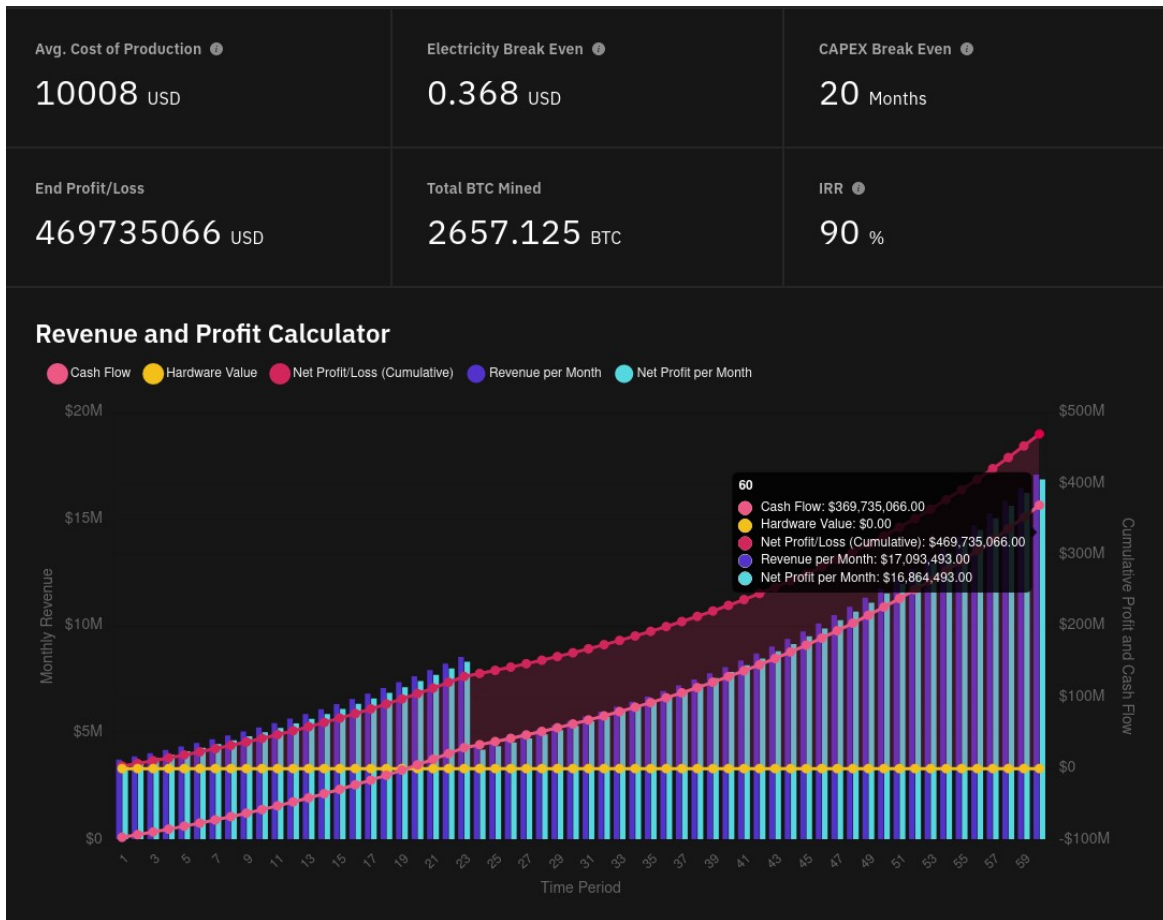 Avg. Cost of Production
Electricity Break Even
CAPEX Break Even
10008 USD
0.368 USD
20 Months
End Profit/Loss
Total BTC Mined
IRR
469735066 USD
2657.125 BTC
90 %
Revenue and Profit Calculator
Cash Flow
Hardware Value
Net Profit/Loss (Cumulative)
Revenue per Month
Net Profit per Month
$20M
$15M
$10M
$5M
$0
Monthly Revenue
60
Cash Flow: $369,735,066.00
Hardware Value: $0.00
Net Profit/Loss (Cumulative): $469,735,066.00
Revenue per Month: $17,093,493.00
Net Profit per Month: $16,864,493.00
$500M
$400M
$300M
$200M
$100M
$0
-$100M
Cumulative Profit and Cash Flow
1 3 5 7 9 11 13 15 17 19 21 23 25 27 29 31 33 35 37 39 41 43 45 47 49 51 53 55 57 59
Time Period